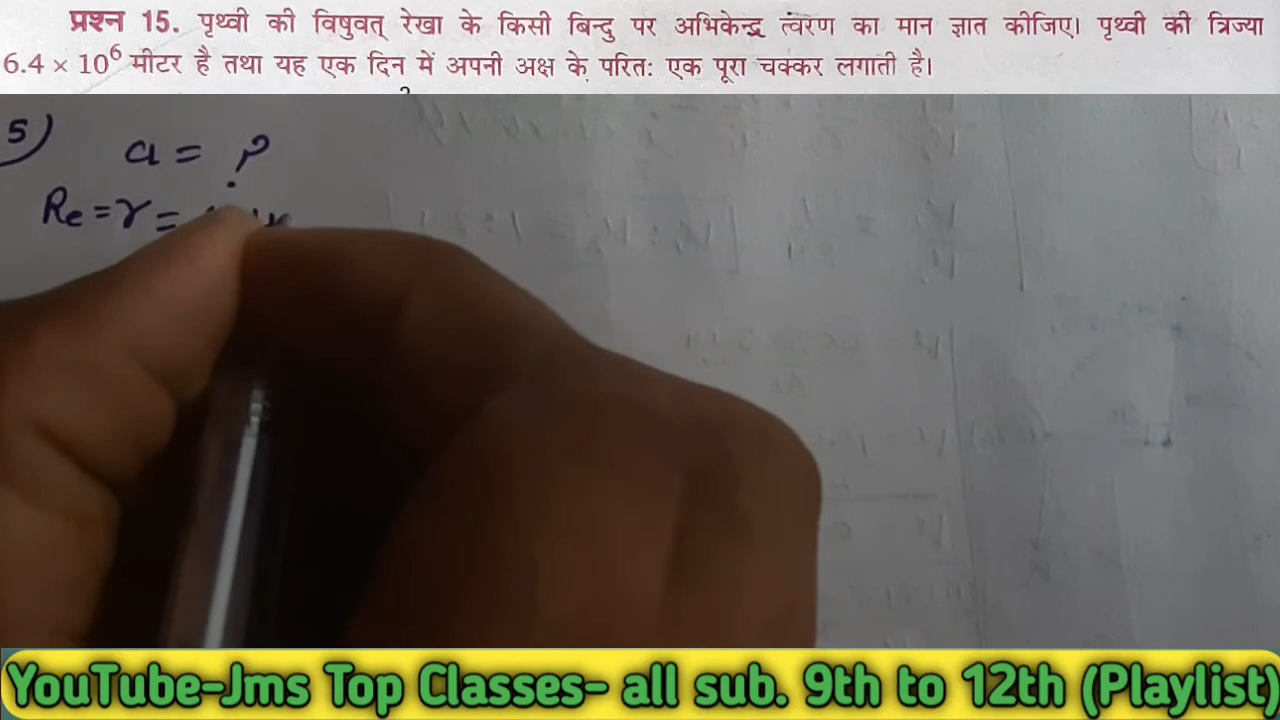 प्रश्न 15. पृथ्वी की विषुवत् रेखा के किसी बिन्दु पर अभिकेन्द्र त्वरण का मान ज्ञात कीजिए। पृथ्वी की त्रिज्या
6.4 × 10⁶ मीटर है तथा यह एक दिन में अपनी अक्ष के परितः एक पूरा चक्कर लगाती है।
5)
a = ?
Re = r =
YouTube-Jms Top Classes- all sub. 9th to 12th (Playlist)